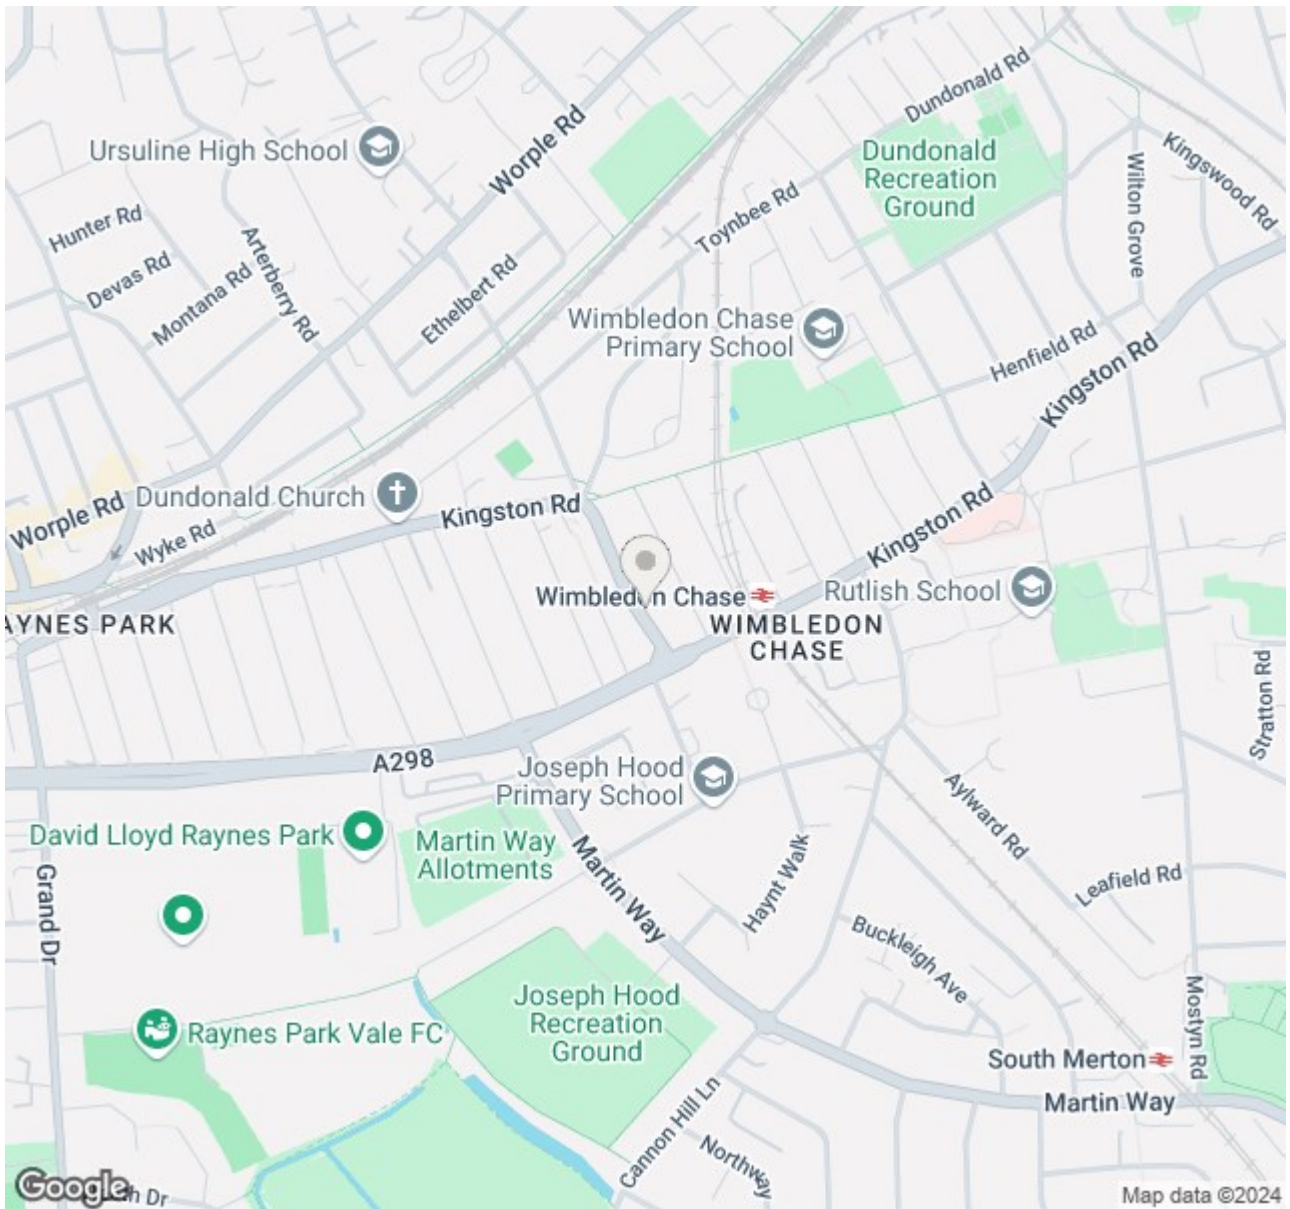 Dundonald Rd
Worple Rd
Ursuline High School
Dundonald
Recreation
Ground
Kingswood Rd
Wilton Grove
Hunter Rd
Toynbee Rd
Arterberry Rd
Devas Rd
Montana Rd
Ethelbert Rd
Wimbledon Chase
Primary School
Henfield Rd
Kingston Rd
Worple Rd
Dundonald Church
Kingston Rd
Kingston Rd
Wyke Rd
Wimbledon Chase
Rutlish School
AYNES PARK
WIMBLEDON
CHASE
Stratton Rd
A298
Joseph Hood
Primary School
Aylward Rd
David Lloyd Raynes Park
Martin Way
Allotments
Grand Dr
Martin Way
Haynt Walk
Leafield Rd
Buckleigh Ave
Joseph Hood
Recreation
Ground
Raynes Park Vale FC
Mostyn Rd
South Merton
Martin Way
Cannon Hill Ln
Northway
Google
Dr
Map data ©2024